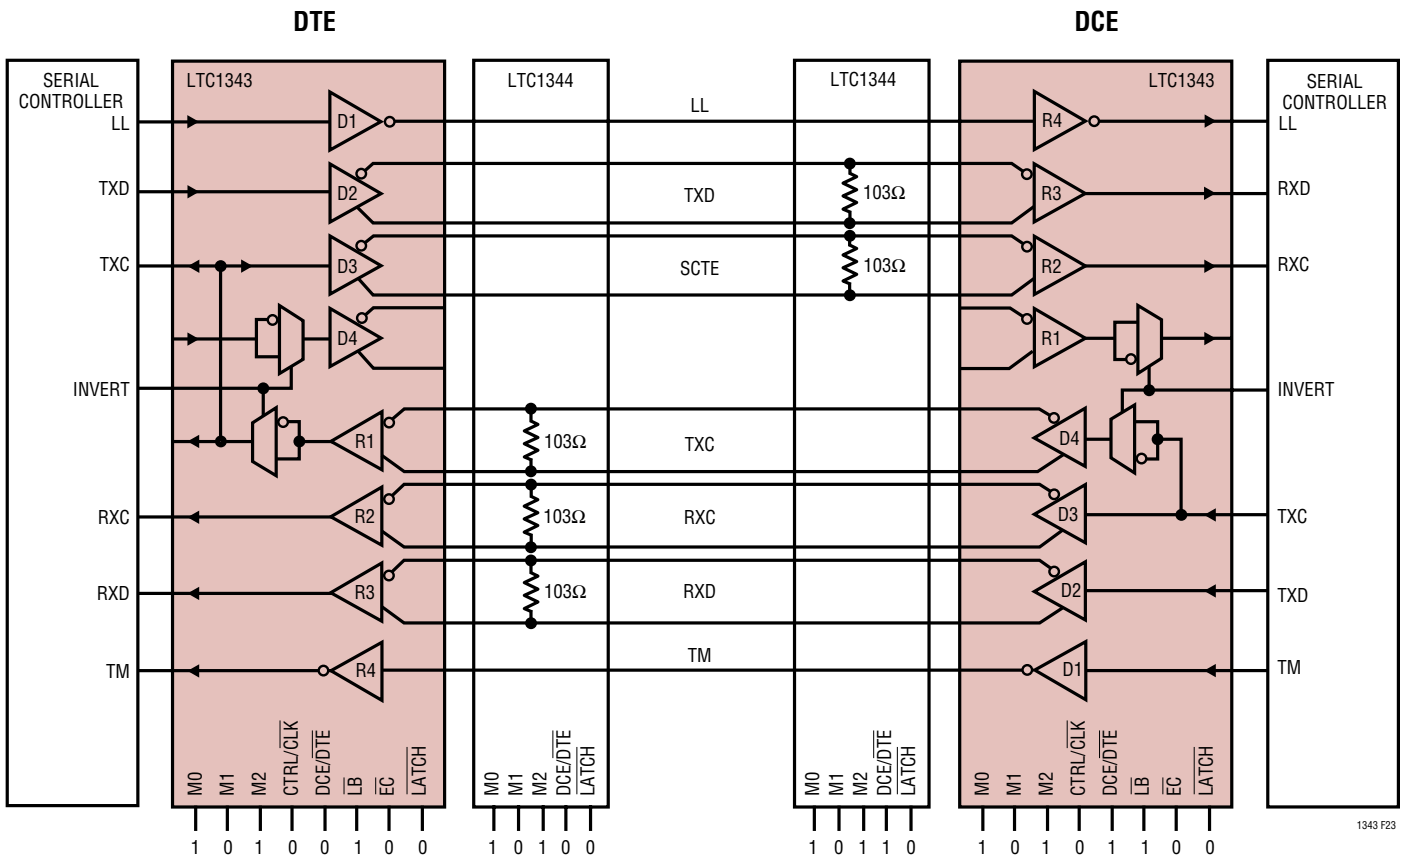 DTE
DCE
SERIAL
CONTROLLER
LTC1343
LTC1344
LTC1344
LTC1343
SERIAL
CONTROLLER
LL
D1
LL
R4
LL
TXD
D2
TXD
103Ω
R3
RXD
TXC
D3
SCTE
103Ω
R2
RXC
D4
R1
INVERT
INVERT
R1
103Ω
TXC
D4
RXC
R2
103Ω
RXC
D3
TXC
RXD
R3
103Ω
RXD
D2
TXD
TM
R4
TM
D1
TM
M0 M1 M2 CTRL/CLK DCE/DTE LB EC LATCH
M0 M1 M2 DCE/DTE LATCH
M0 M1 M2 DCE/DTE LATCH
M0 M1 M2 CTRL/CLK DCE/DTE LB EC LATCH
1343 F23
1 0 1 0 0 1 0 0
1 0 1 0 0
1 0 1 1 0
1 0 1 0 1 1 0 0